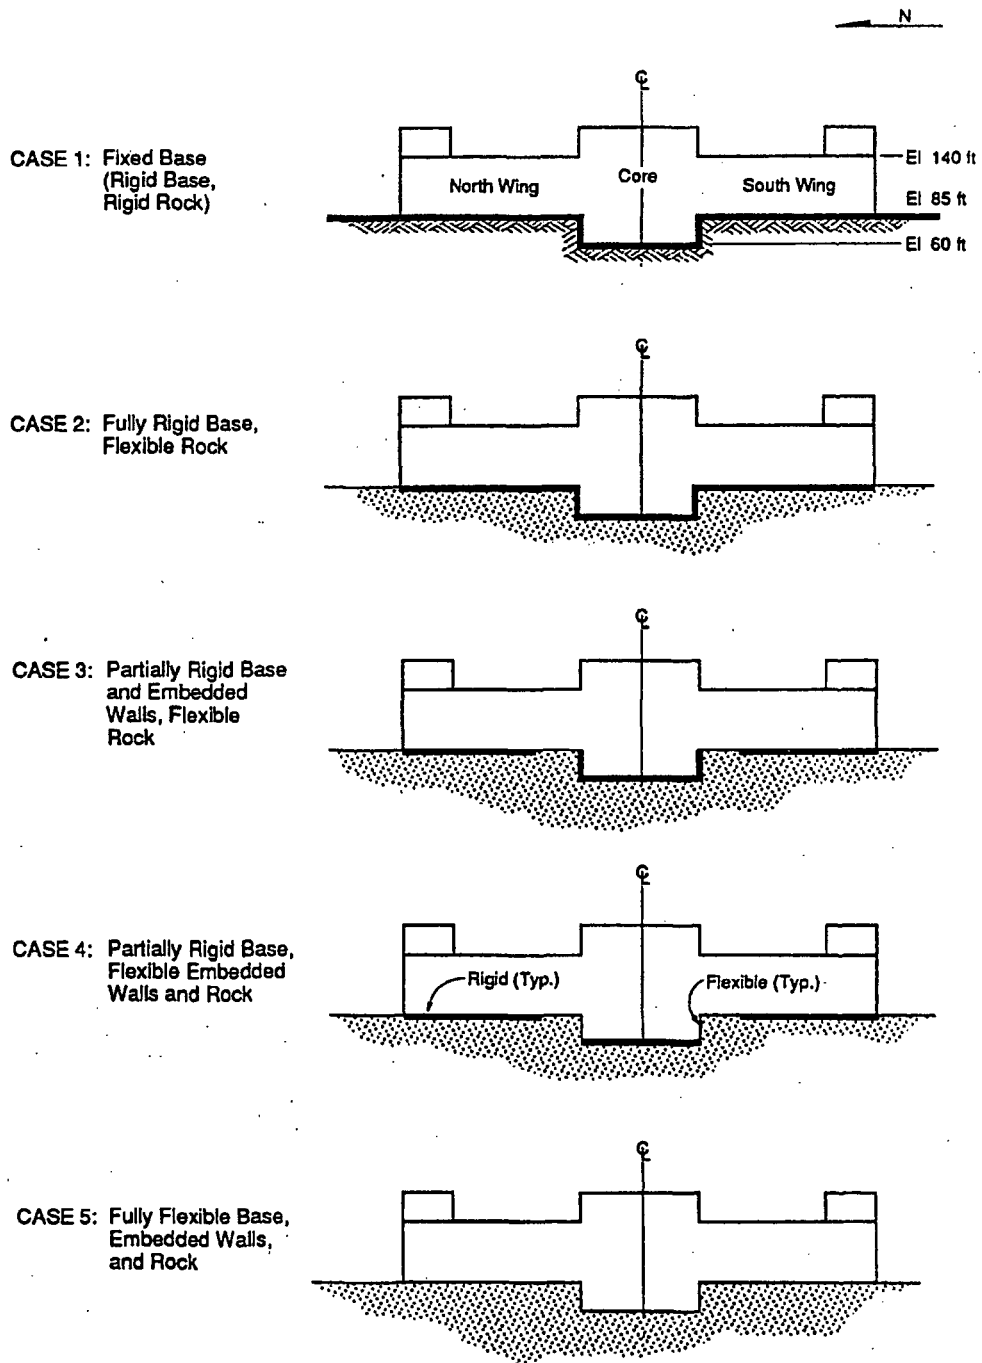 N
℄
CASE 1: Fixed Base
(Rigid Base,
Rigid Rock)
North Wing
Core
South Wing
El 140 ft
El 85 ft
El 60 ft
℄
CASE 2: Fully Rigid Base,
Flexible Rock
℄
CASE 3: Partially Rigid Base
and Embedded
Walls, Flexible
Rock
℄
CASE 4: Partially Rigid Base,
Flexible Embedded
Walls and Rock
Rigid (Typ.)
Flexible (Typ.)
℄
CASE 5: Fully Flexible Base,
Embedded Walls,
and Rock